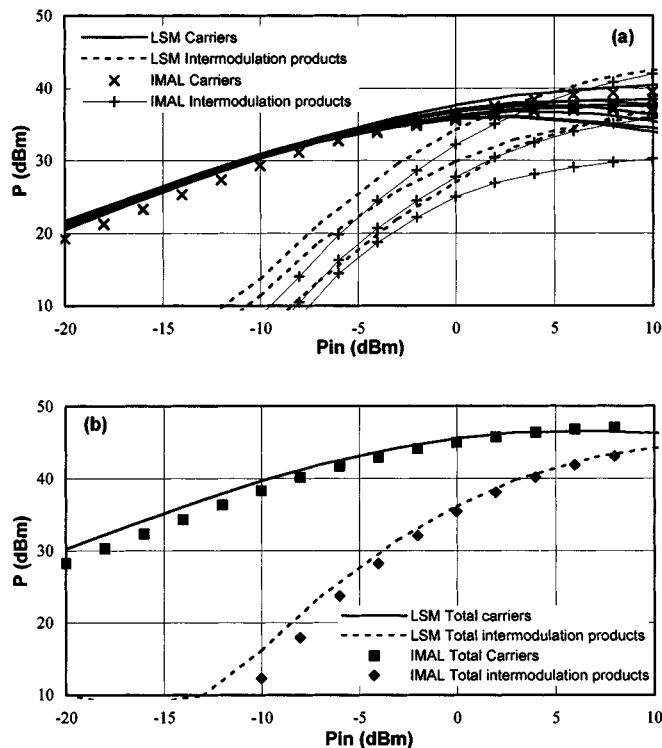 50
40
30
20
10
P (dBm)
LSM Carriers
LSM Intermodulation products
IMAL Carriers
IMAL Intermodulation products
(a)
-20 -15 -10 -5 0 5 10
Pin (dBm)
50
40
30
20
10
P (dBm)
(b)
LSM Total carriers
LSM Total intermodulation products
IMAL Total Carriers
IMAL Total intermodulation products
-20 -15 -10 -5 0 5 10
Pin (dBm)